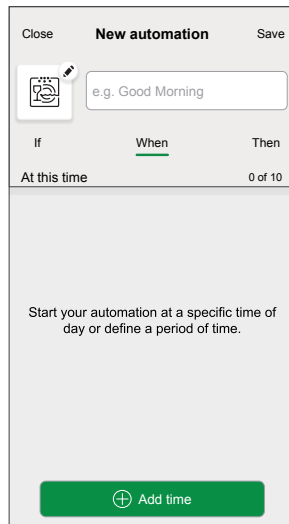 Close New automation Save
e.g. Good Morning
If When Then
At this time 0 of 10
Start your automation at a specific time of
day or define a period of time.
Add time